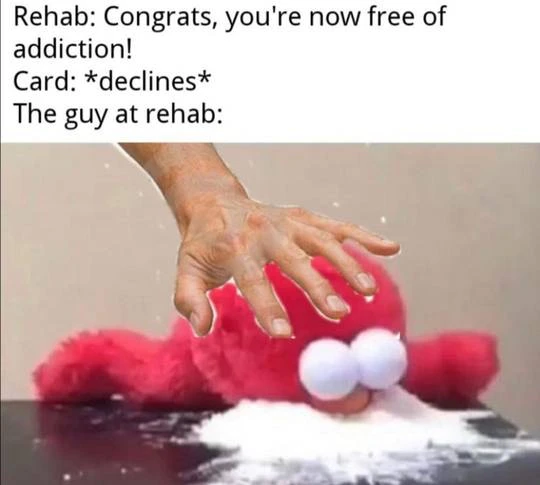 Rehab: Congrats, you're now free of
addiction!
Card: *declines*
The guy at rehab: